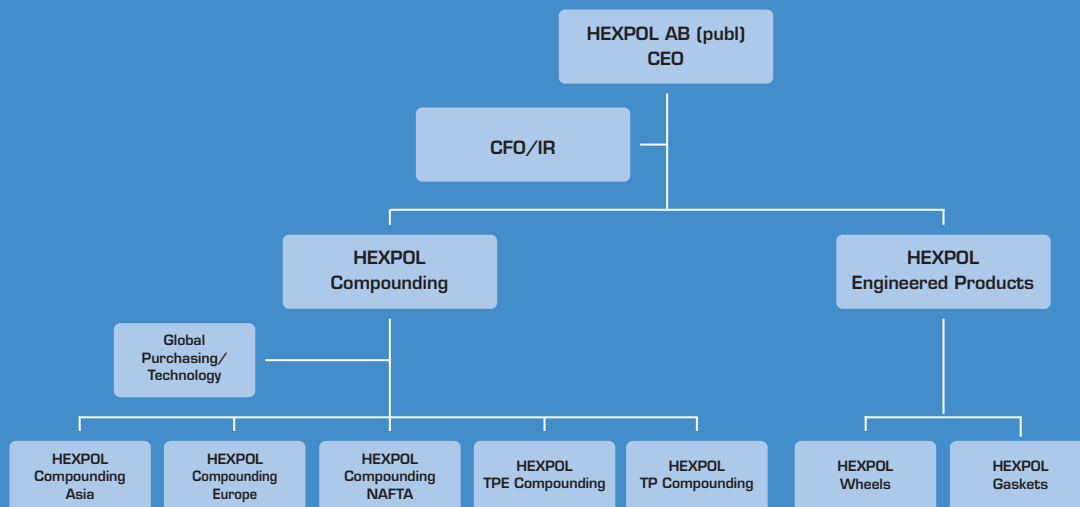 HEXPOL AB (publ)
CEO
CFO/IR
HEXPOL
Compounding
HEXPOL
Engineered Products
Global
Purchasing/
Technology
HEXPOL
Compounding
Asia
HEXPOL
Compounding
Europe
HEXPOL
Compounding
NAFTA
HEXPOL
TPE Compounding
HEXPOL
TP Compounding
HEXPOL
Wheels
HEXPOL
Gaskets